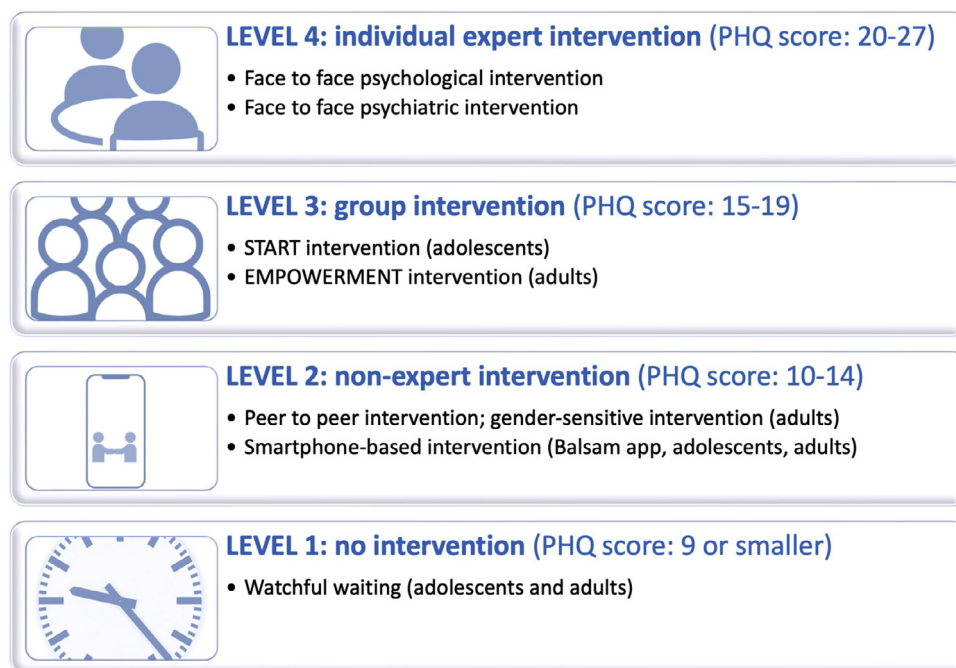 LEVEL 4: individual expert intervention (PHQ score: 20-27)
• Face to face psychological intervention
• Face to face psychiatric intervention
LEVEL 3: group intervention (PHQ score: 15-19)
• START intervention (adolescents)
• EMPOWERMENT intervention (adults)
LEVEL 2: non-expert intervention (PHQ score: 10-14)
• Peer to peer intervention; gender-sensitive intervention (adults)
• Smartphone-based intervention (Balsam app, adolescents, adults)
LEVEL 1: no intervention (PHQ score: 9 or smaller)
• Watchful waiting (adolescents and adults)